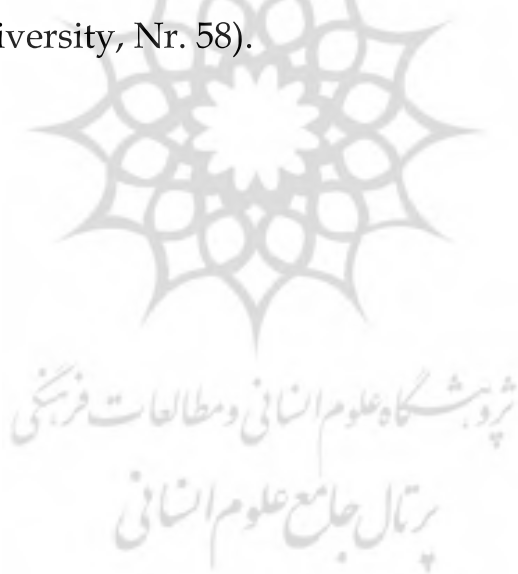 iversity, Nr. 58).
پژوهشگاه علوم انسانی و مطالعات فرهنگی
پرتال جامع علوم انسانی